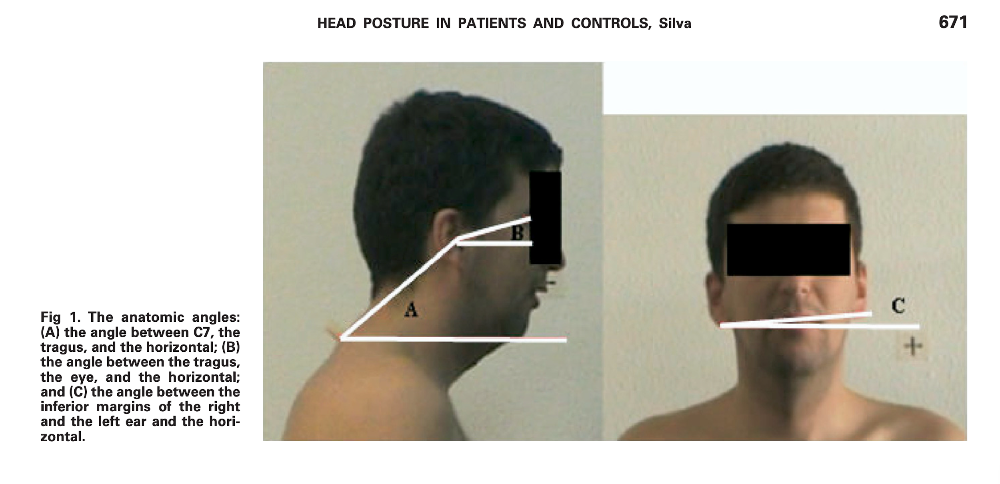 HEAD POSTURE IN PATIENTS AND CONTROLS, Silva
671
B
A
C
Fig 1. The anatomic angles:
(A) the angle between C7, the
tragus, and the horizontal; (B)
the angle between the tragus,
the eye, and the horizontal;
and (C) the angle between the
inferior margins of the right
and the left ear and the hori-
zontal.